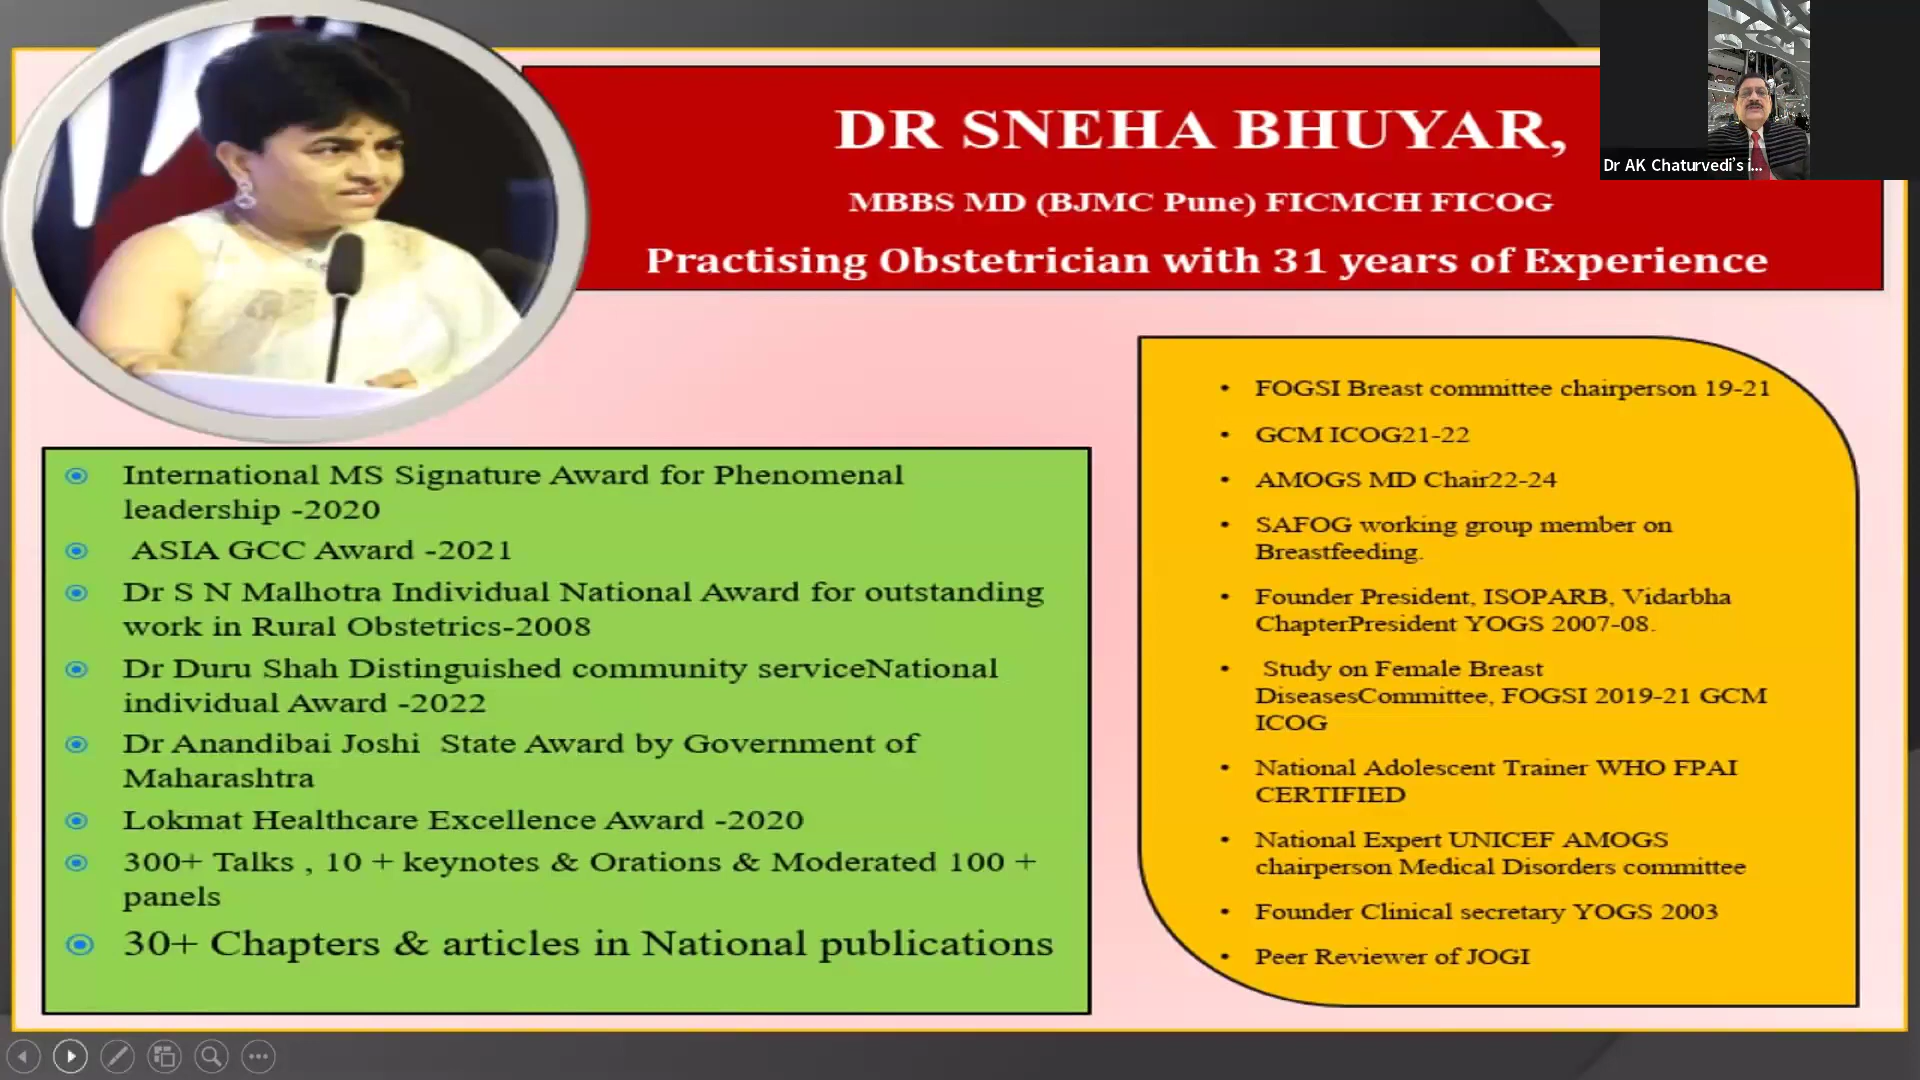 DR SNEHA BHUYAR,
MBBS MD (BJMC Pune) FICMCH FICOG
Practising Obstetrician with 31 years of Experience
Dr AK Chaturvedi's i...
International MS Signature Award for Phenomenal
leadership -2020
ASIA GCC Award -2021
Dr S N Malhotra Individual National Award for outstanding
work in Rural Obstetrics-2008
Dr Duru Shah Distinguished community serviceNational
individual Award -2022
Dr Anandibai Joshi State Award by Government of
Maharashtra
Lokmat Healthcare Excellence Award -2020
300+ Talks , 10 + keynotes & Orations & Moderated 100 +
panels
30+ Chapters & articles in National publications
FOGSI Breast committee chairperson 19-21
GCM ICOG21-22
AMOGS MD Chair22-24
SAFOG working group member on
Breastfeeding.
Founder President, ISOPARB, Vidarbha
ChapterPresident YOGS 2007-08.
Study on Female Breast
DiseasesCommittee, FOGSI 2019-21 GCM
ICOG
National Adolescent Trainer WHO FPAI
CERTIFIED
National Expert UNICEF AMOGS
chairperson Medical Disorders committee
Founder Clinical secretary YOGS 2003
Peer Reviewer of JOGI